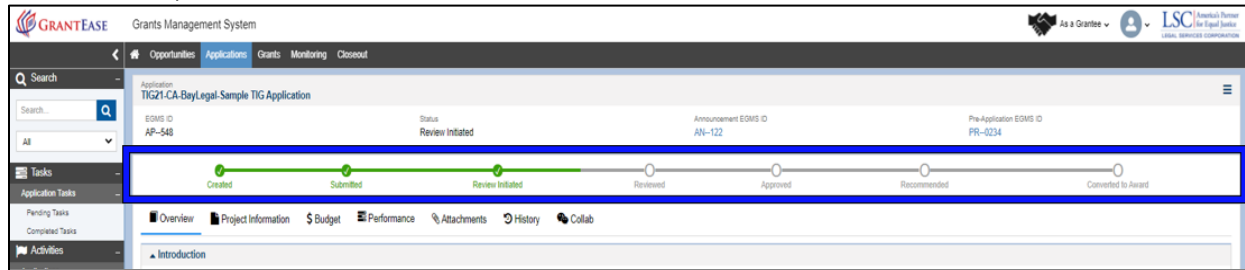 GRANTEASE Grants Management System As a Grantee LSC America's Partner for Equal Justice LEGAL SERVICES CORPORATION
Opportunities Applications Grants Monitoring Closeout
Search
Search...
All
Tasks
Application Tasks
Pending Tasks
Completed Tasks
Activities
Application
TIG21-CA-BayLegal-Sample TIG Application
EGMS ID Status Announcement EGMS ID Pre-Application EGMS ID
AP--548 Review Initiated AN--122 PR--0234
Created Submitted Review Initiated Reviewed Approved Recommended Converted to Award
Overview Project Information $ Budget Performance Attachments History Collab
Introduction